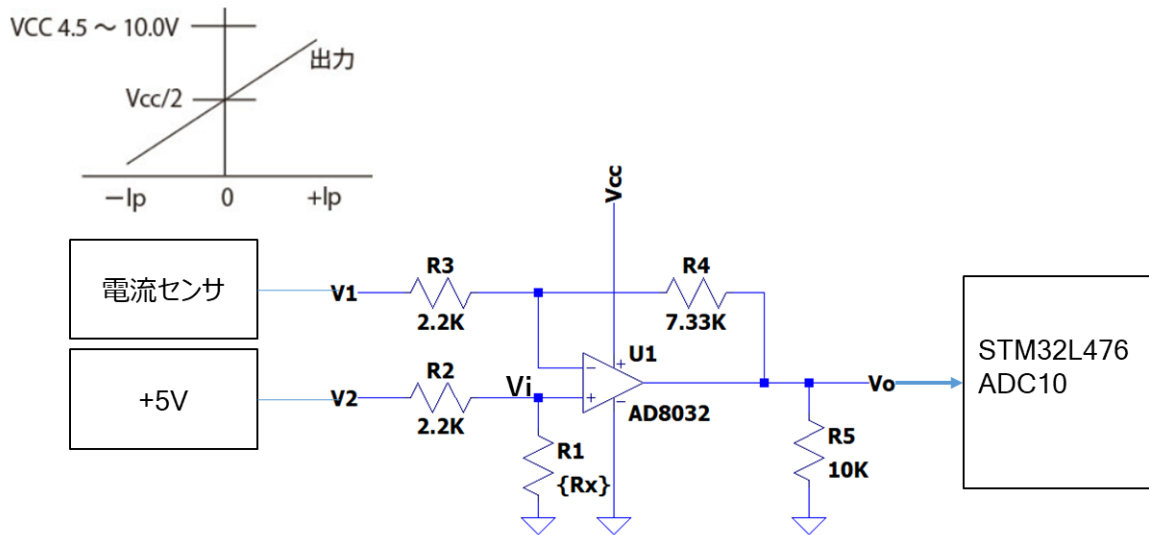 VCC 4.5 ～ 10.0V
出力
Vcc/2
－Ip
0
+Ip
Vcc
電流センサ
V1
R3
2.2K
R4
7.33K
+5V
V2
R2
2.2K
Vi
U1
AD8032
R1
{Rx}
Vo
R5
10K
STM32L476
ADC10